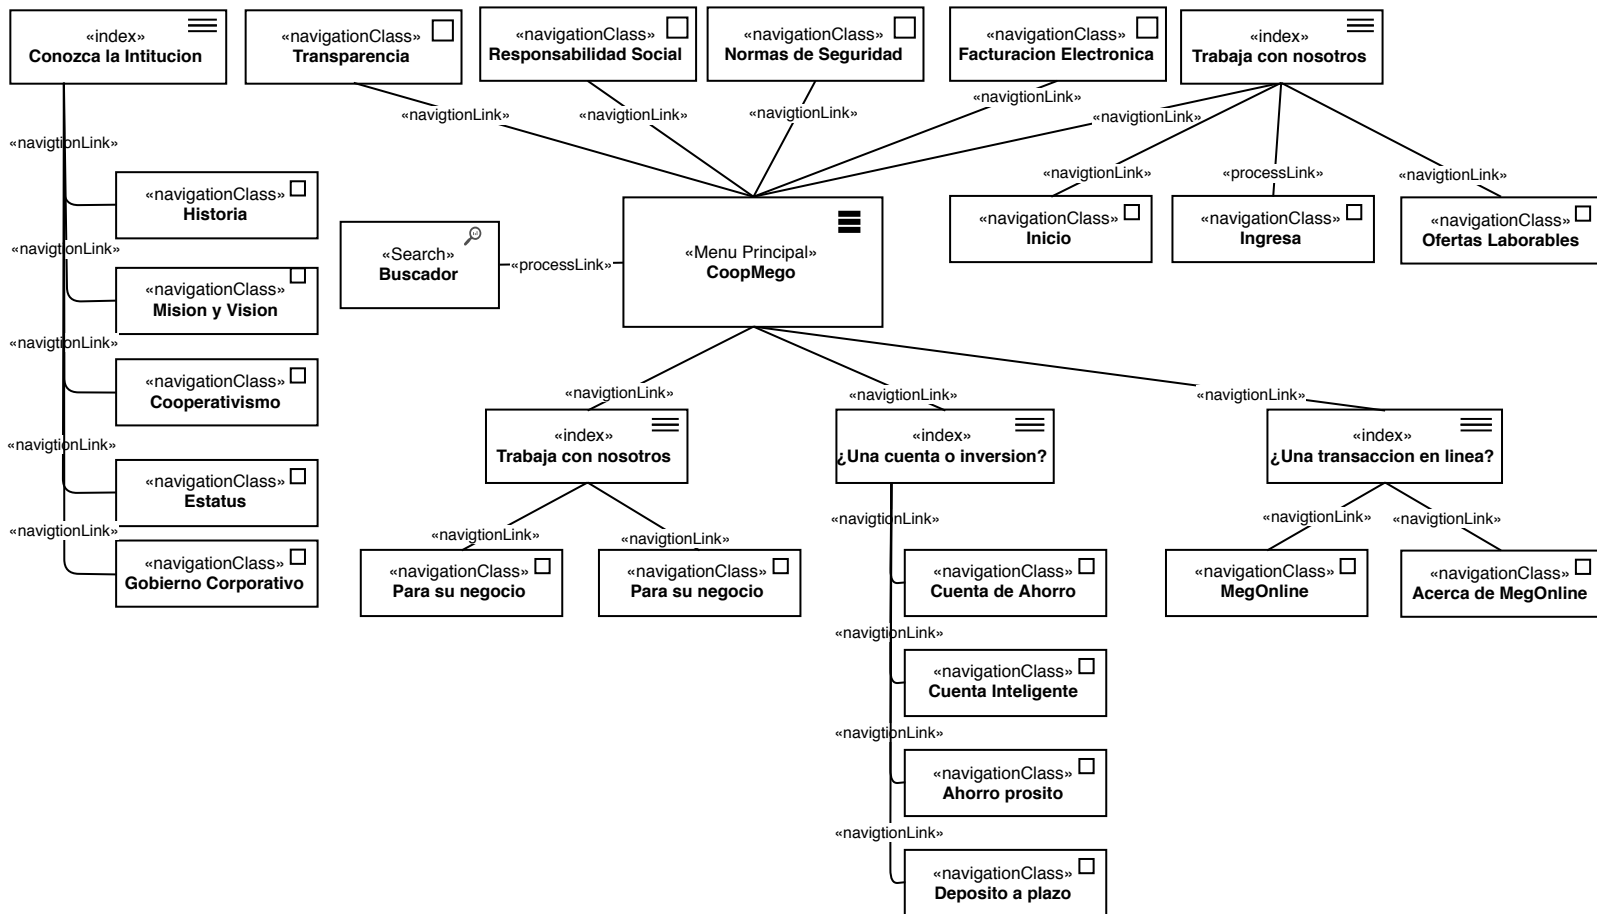 «index»
Conozca la Intitucion
«navigationClass»
Transparencia
«navigationClass»
Responsabilidad Social
«navigationClass»
Normas de Seguridad
«navigationClass»
Facturacion Electronica
«index»
Trabaja con nosotros
«navigtionLink»
«navigtionLink»
«navigtionLink»
«navigtionLink»
«navigtionLink»
«navigtionLink»
«navigtionLink»
«processLink»
«navigtionLink»
«navigationClass»
Historia
«navigtionLink»
«navigationClass»
Mision y Vision
«navigtionLink»
«navigationClass»
Cooperativismo
«navigtionLink»
«navigationClass»
Estatus
«navigtionLink»
«navigationClass»
Gobierno Corporativo
«Search»
Buscador
«processLink»
«Menu Principal»
CoopMego
«navigationClass»
Inicio
«navigationClass»
Ingresa
«navigationClass»
Ofertas Laborables
«navigtionLink»
«navigtionLink»
«navigtionLink»
«index»
Trabaja con nosotros
«index»
¿Una cuenta o inversion?
«index»
¿Una transaccion en linea?
«navigtionLink»
«navigtionLink»
«navigationClass»
Para su negocio
«navigationClass»
Para su negocio
«navigtionLink»
«navigationClass»
Cuenta de Ahorro
«navigtionLink»
«navigationClass»
Cuenta Inteligente
«navigtionLink»
«navigationClass»
Ahorro prosito
«navigtionLink»
«navigationClass»
Deposito a plazo
«navigtionLink»
«navigtionLink»
«navigationClass»
MegOnline
«navigationClass»
Acerca de MegOnline